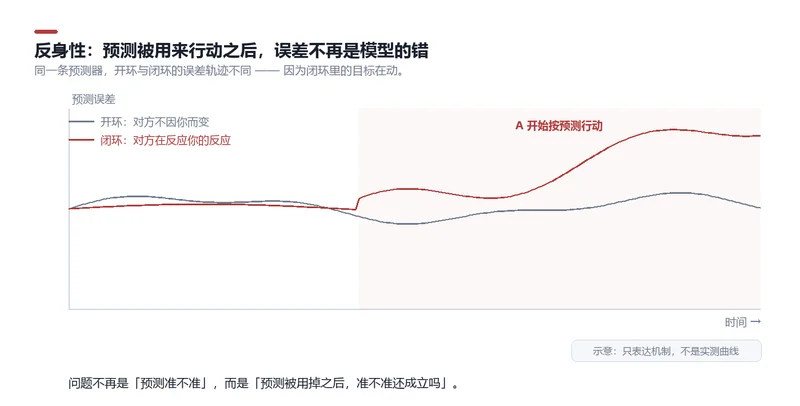 反身性：预测被用来行动之后，误差不再是模型的错
同一条预测器，开环与闭环的误差轨迹不同 —— 因为闭环里的目标在动。
预测误差
开环：对方不因你而变
闭环：对方在反应你的反应
A 开始按预测行动
时间 →
示意：只表达机制，不是实测曲线
问题不再是「预测准不准」，而是「预测被用掉之后，准不准还成立吗」。